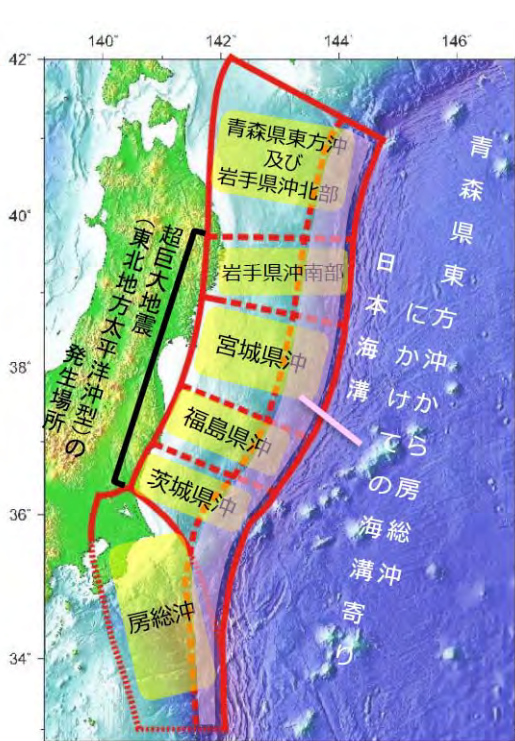 140°
142°
144°
146°
42°
40°
38°
36°
34°
青森県東方沖
及び
岩手県沖北部
岩手県沖南部
宮城県沖
福島県沖
茨城県沖
房総沖
超巨大地震
（東北地方太平洋沖型）の
発生場所
青森県東方沖から房総沖
にかけての海溝寄り
日本海溝